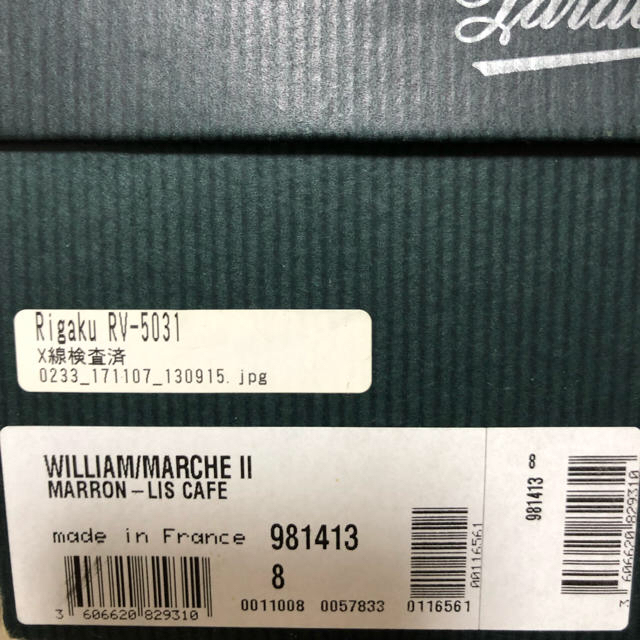 Rigaku RV-5031
X線検査済
0233_171107_130915.jpg
WILLIAM/MARCHE II
MARRON-LIS CAFE
made in France 981413
8
3 606620 829310
0011008 0057833 0116561
00116561
8
981413
3 606620 829310